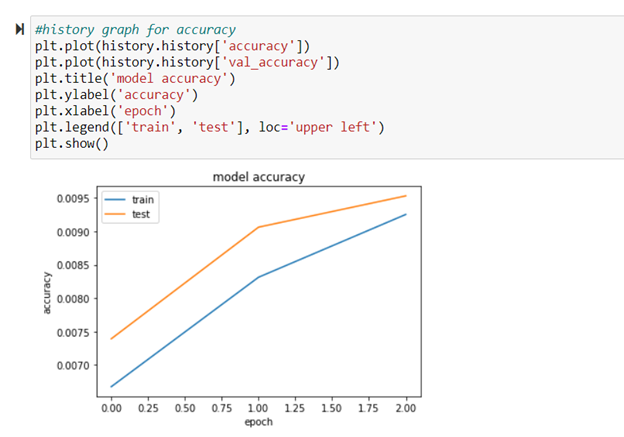 #history graph for accuracy
plt.plot(history.history['accuracy'])
plt.plot(history.history['val_accuracy'])
plt.title('model accuracy')
plt.ylabel('accuracy')
plt.xlabel('epoch')
plt.legend(['train', 'test'], loc='upper left')
plt.show()
model accuracy
train
test
0.0095
0.0090
0.0085
0.0080
0.0075
0.0070
accuracy
0.00 0.25 0.50 0.75 1.00 1.25 1.50 1.75 2.00
epoch